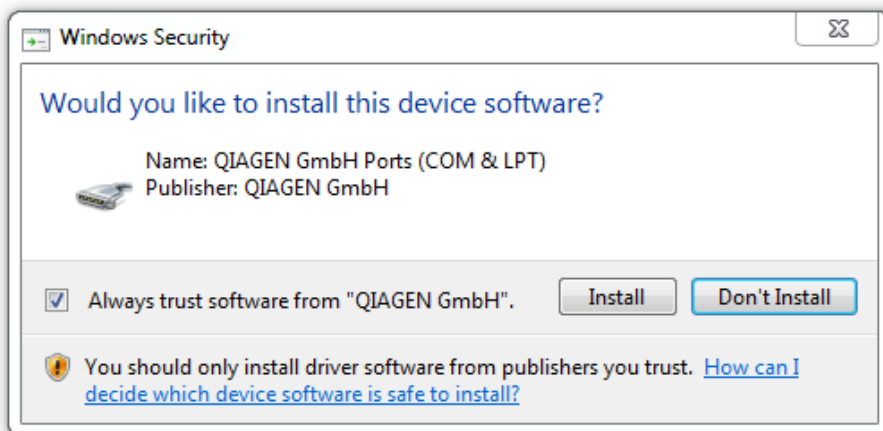 Windows Security
Would you like to install this device software?
Name: QIAGEN GmbH Ports (COM & LPT)
Publisher: QIAGEN GmbH
Always trust software from "QIAGEN GmbH".
Install
Don't Install
You should only install driver software from publishers you trust. How can I
decide which device software is safe to install?